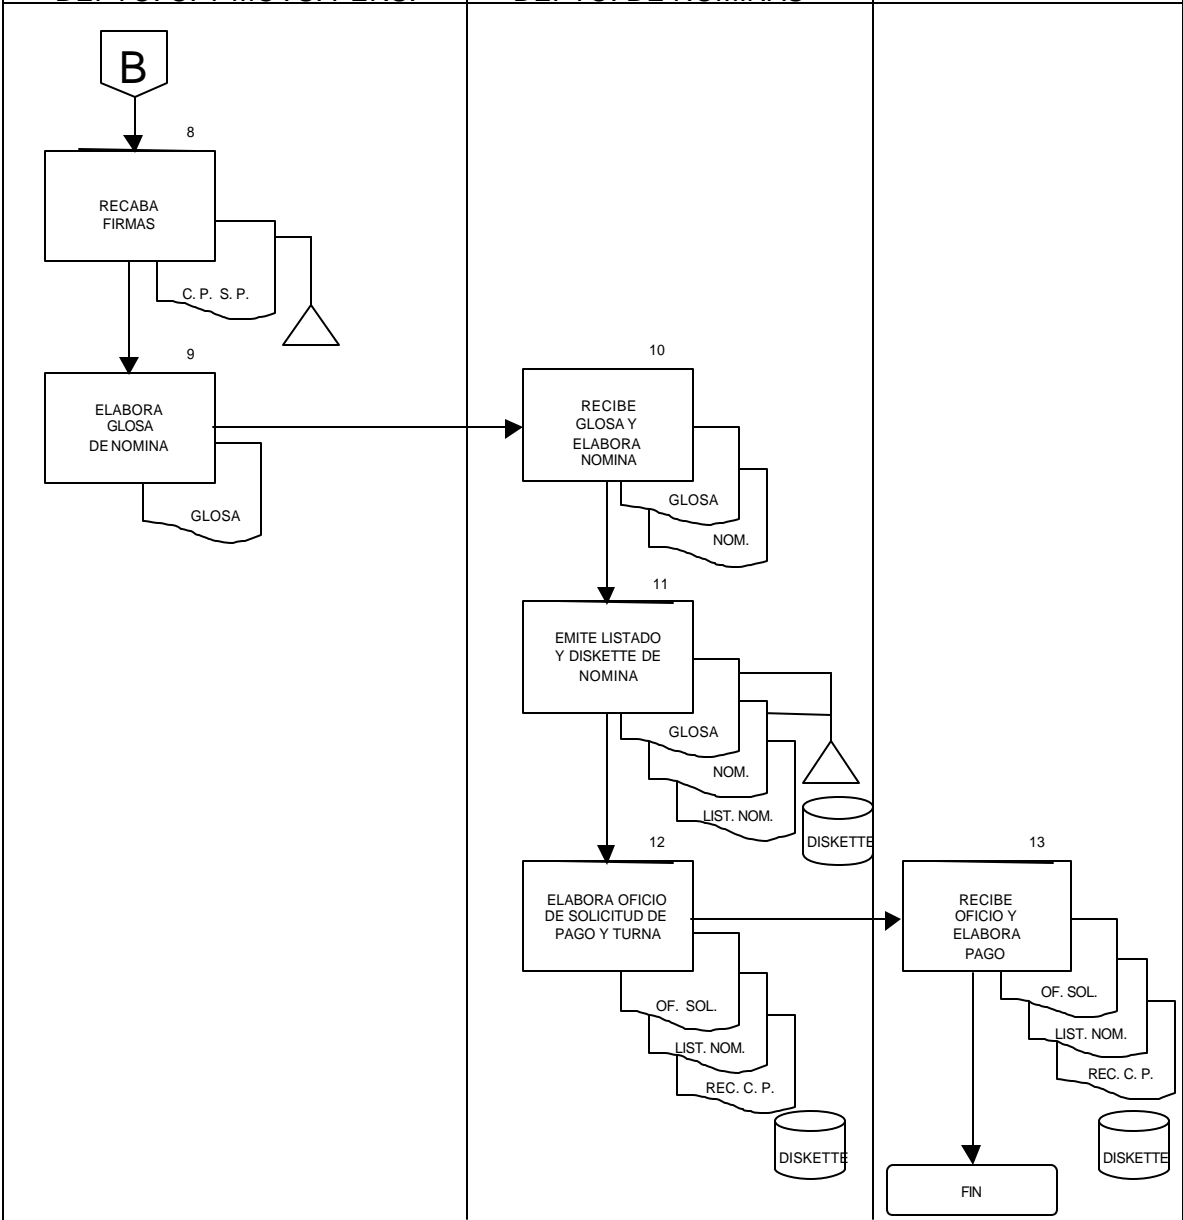 B
8
RECABA
FIRMAS
C. P. S. P.
9
ELABORA
GLOSA
DE NOMINA
GLOSA
10
RECIBE
GLOSA Y
ELABORA
NOMINA
GLOSA
NOM.
11
EMITE LISTADO
Y DISKETTE DE
NOMINA
GLOSA
NOM.
LIST. NOM.
DISKETTE
12
ELABORA OFICIO
DE SOLICITUD DE
PAGO Y TURNA
OF. SOL.
LIST. NOM.
REC. C. P.
DISKETTE
13
RECIBE
OFICIO Y
ELABORA
PAGO
OF. SOL.
LIST. NOM.
REC. C. P.
DISKETTE
FIN